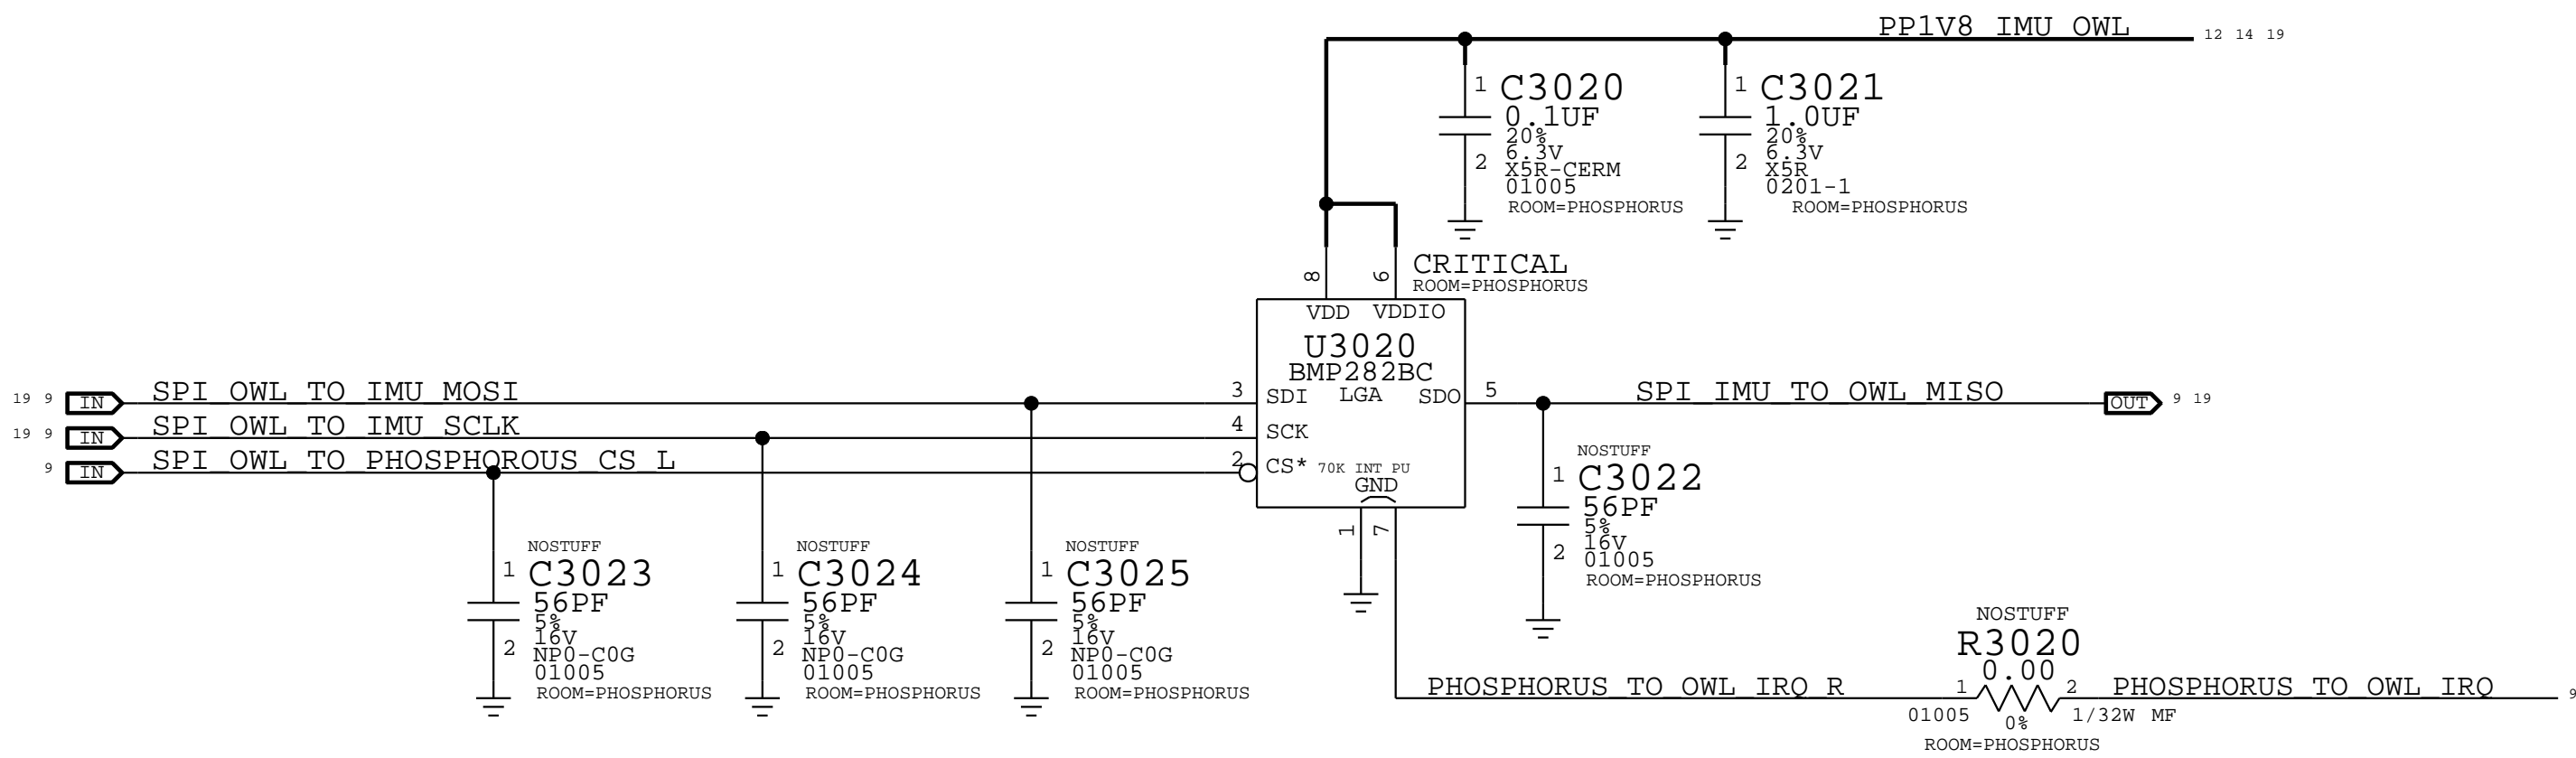 PP1V8_IMU_OWL 12 14 19
1 C3020
0.1UF
20%
6.3V
2 X5R-CERM
01005
ROOM=PHOSPHORUS
1 C3021
1.0UF
20%
6.3V
2 X5R
0201-1
ROOM=PHOSPHORUS
CRITICAL
ROOM=PHOSPHORUS
8 6
VDD VDDIO
U3020
BMP282BC
LGA
19 9 IN SPI_OWL_TO_IMU_MOSI 3 SDI
19 9 IN SPI_OWL_TO_IMU_SCLK 4 SCK
9 IN SPI_OWL_TO_PHOSPHOROUS_CS_L 2 CS* 70K INT PU
GND
1 7
SDO 5 SPI_IMU_TO_OWL_MISO OUT 9 19
NOSTUFF
1 C3022
56PF
5%
16V
2 01005
ROOM=PHOSPHORUS
NOSTUFF
1 C3023
56PF
5%
16V
2 NP0-C0G
01005
ROOM=PHOSPHORUS
NOSTUFF
1 C3024
56PF
5%
16V
2 NP0-C0G
01005
ROOM=PHOSPHORUS
NOSTUFF
1 C3025
56PF
5%
16V
2 NP0-C0G
01005
ROOM=PHOSPHORUS
NOSTUFF
R3020
0.00
PHOSPHORUS_TO_OWL_IRQ_R 1 2 PHOSPHORUS_TO_OWL_IRQ 9
01005 0% 1/32W MF
ROOM=PHOSPHORUS